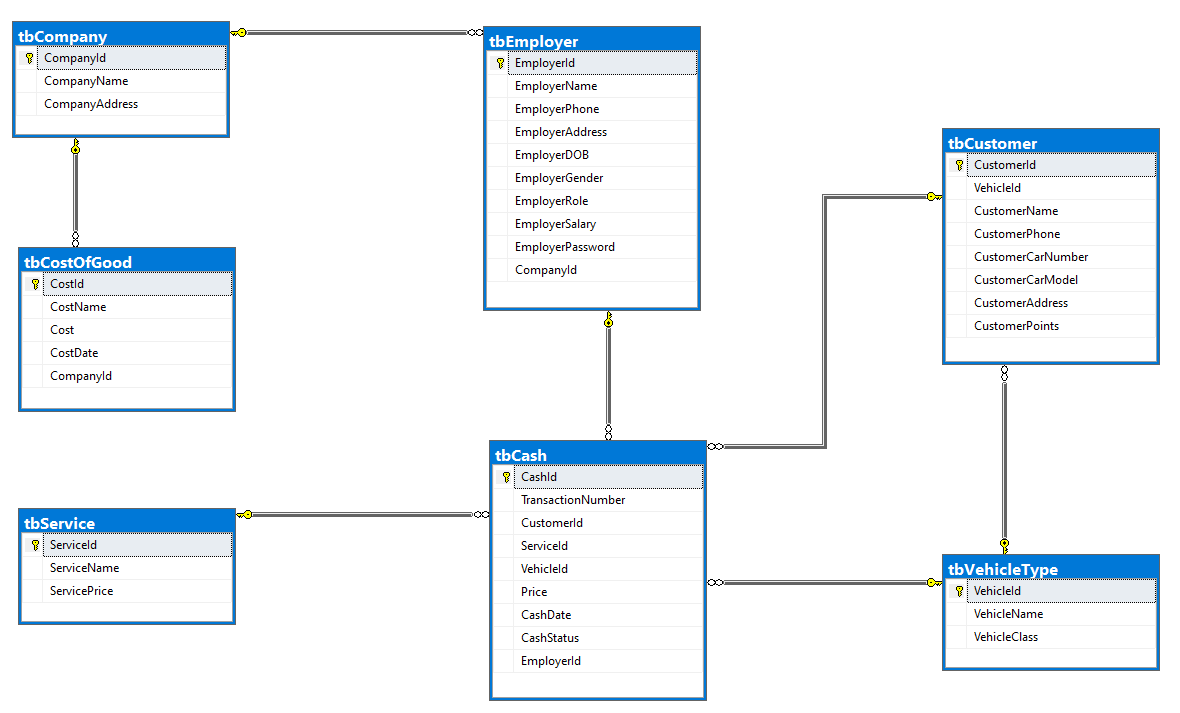 tbCompany
CompanyId
CompanyName
CompanyAddress
tbEmployer
EmployerId
EmployerName
EmployerPhone
EmployerAddress
EmployerDOB
EmployerGender
EmployerRole
EmployerSalary
EmployerPassword
CompanyId
tbCustomer
CustomerId
VehicleId
CustomerName
CustomerPhone
CustomerCarNumber
CustomerCarModel
CustomerAddress
CustomerPoints
tbCostOfGood
CostId
CostName
Cost
CostDate
CompanyId
tbCash
CashId
TransactionNumber
CustomerId
ServiceId
VehicleId
Price
CashDate
CashStatus
EmployerId
tbService
ServiceId
ServiceName
ServicePrice
tbVehicleType
VehicleId
VehicleName
VehicleClass